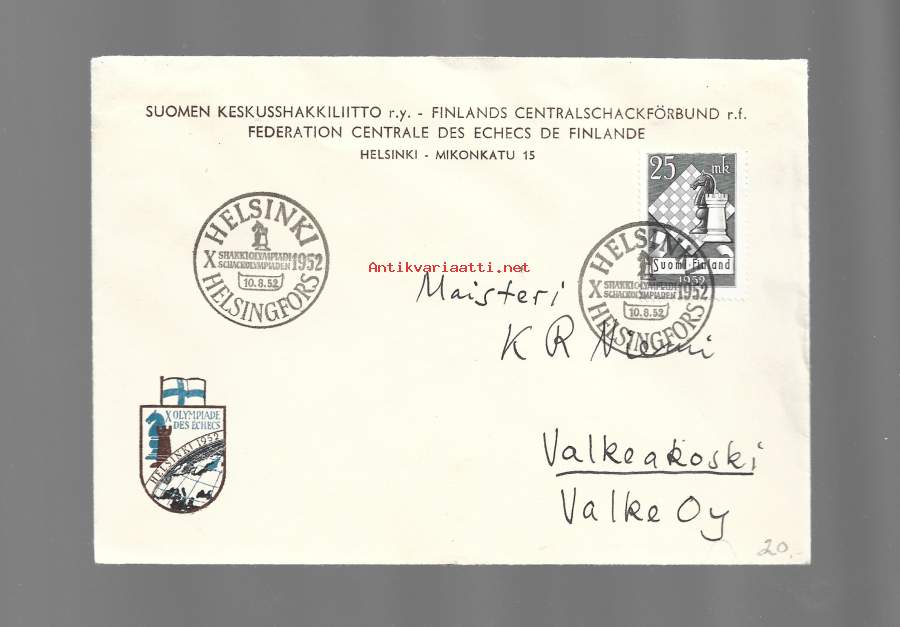 SUOMEN KESKUSSHAKKILIITTO r.y. - FINLANDS CENTRALSCHACKFÖRBUND r.f.
FEDERATION CENTRALE DES ECHECS DE FINLANDE
HELSINKI - MIKONKATU 15
25 mk
Suomi-Finland
1952
HELSINKI
X SHAKKIOLYMPIADI 1952
SCHACKOLYMPIADEN
10.8.52
HELSINGFORS
HELSINKI
X SHAKKIOLYMPIADI 1952
SCHACKOLYMPIADEN
10.8.52
HELSINGFORS
Antikvariaatti.net
Maisteri
K R Niemi
Valkeakoski
Valke Oy
X OLYMPIADE
DES ECHECS
HELSINKI 1952
20.-